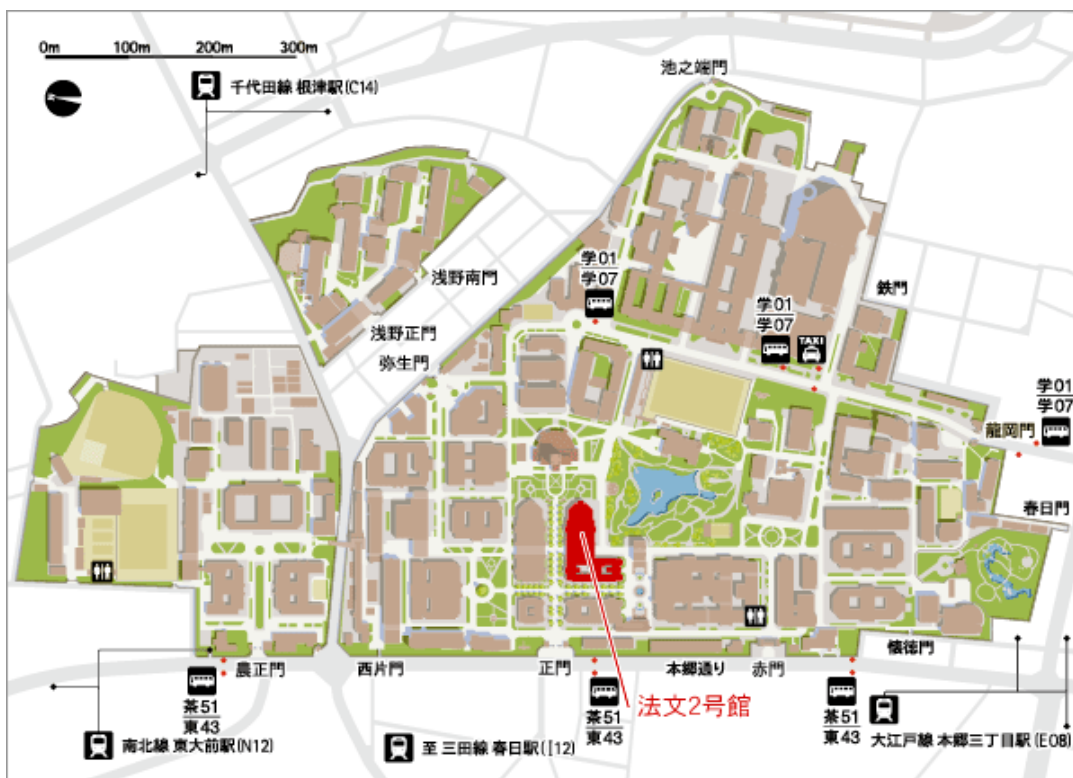 0m 100m 200m 300m
千代田線 根津駅(C14)
池之端門
学01
学07
浅野南門
鉄門
学01
学07
TAXI
浅野正門
弥生門
学01
学07
龍岡門
春日門
農正門
西片門
正門
本郷通り
赤門
懐徳門
茶51
東43
茶51
東43
法文2号館
茶51
東43
南北線 東大前駅(N12)
至 三田線 春日駅(I12)
大江戸線 本郷三丁目駅(E08)